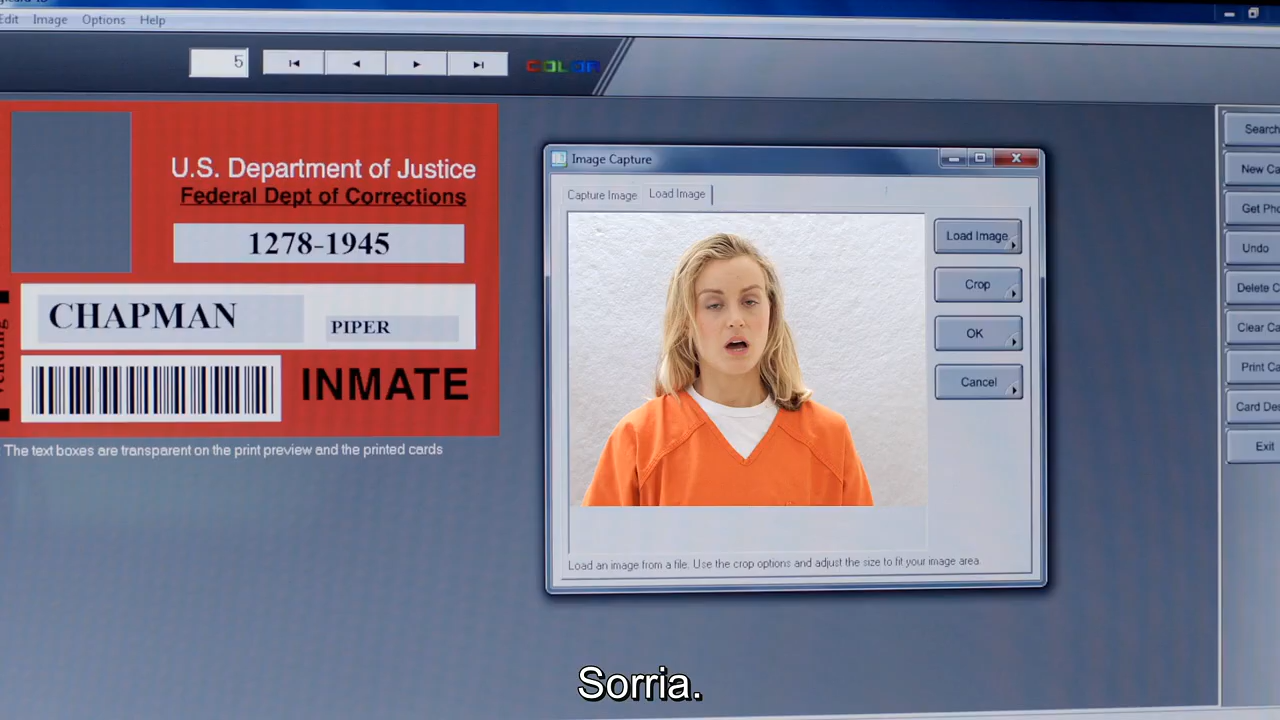 Edit Image Options Help
5
COLOR
U.S. Department of Justice
Federal Dept of Corrections
1278-1945
CHAPMAN
PIPER
INMATE
The text boxes are transparent on the print preview and the printed cards
Image Capture
Capture Image
Load Image
Load Image
Crop
OK
Cancel
Load an image from a file. Use the crop options and adjust the size to fit your image area
Search
New Ca
Get Pho
Undo
Delete C
Clear Ca
Print Ca
Card Des
Exit
Sorria.